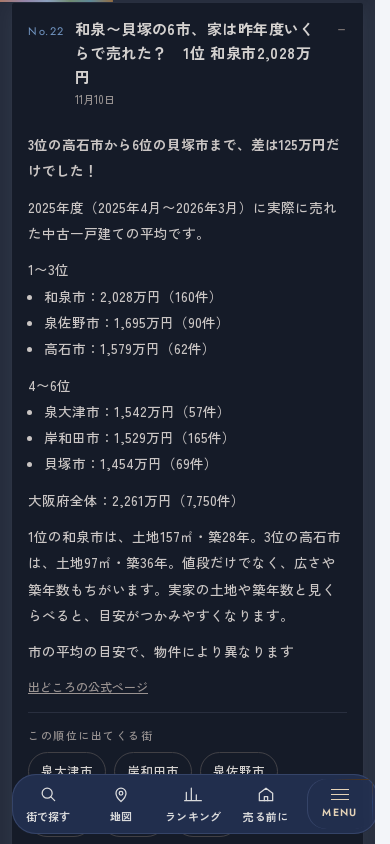 No.22
和泉〜貝塚の6市、家は昨年度いく
らで売れた？　1位 和泉市2,028万
円
−
11月10日
3位の高石市から6位の貝塚市まで、差は125万円だ
けでした！
2025年度（2025年4月〜2026年3月）に実際に売れ
た中古一戸建ての平均です。
1〜3位
• 和泉市：2,028万円（160件）
• 泉佐野市：1,695万円（90件）
• 高石市：1,579万円（62件）
4〜6位
• 泉大津市：1,542万円（57件）
• 岸和田市：1,529万円（165件）
• 貝塚市：1,454万円（69件）
大阪府全体：2,261万円（7,750件）
1位の和泉市は、土地157㎡・築28年。3位の高石市
は、土地97㎡・築36年。値段だけでなく、広さや
築年数もちがいます。実家の土地や築年数と見く
らべると、目安がつかみやすくなります。
市の平均の目安で、物件により異なります
出どころの公式ページ
この順位に出てくる街
泉大津市 岸和田市 泉佐野市
街で探す 地図 ランキング 売る前に MENU